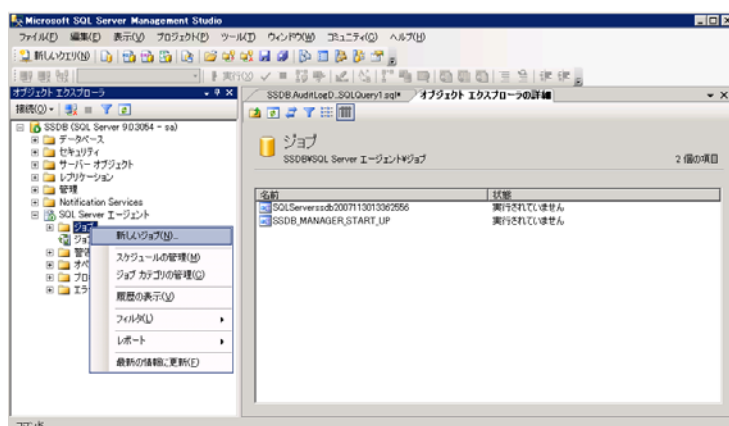 Microsoft SQL Server Management Studio
ファイル(F) 編集(E) 表示(V) プロジェクト(P) ツール(T) ウィンドウ(W) コミュニティ(C) ヘルプ(H)
新しいクエリ(N)
実行(X)
オブジェクト エクスプローラ
接続(O)
SSDB (SQL Server 9.0.3054 - sa)
データベース
セキュリティ
サーバー オブジェクト
レプリケーション
管理
Notification Services
SQL Server エージェント
ジョブ
新しいジョブ(N)...
スケジュールの管理(M)
ジョブ カテゴリの管理(C)
履歴の表示(V)
フィルタ(L)
レポート
最新の情報に更新(F)
SSDB.AuditLogD...SQLQuery1.sql*
オブジェクト エクスプローラの詳細
ジョブ
SSDB¥SQL Server エージェント¥ジョブ
2 個の項目
名前 状態
SQLServerssdb2007113013362556 実行されていません
SSDB_MANAGER_START_UP 実行されていません